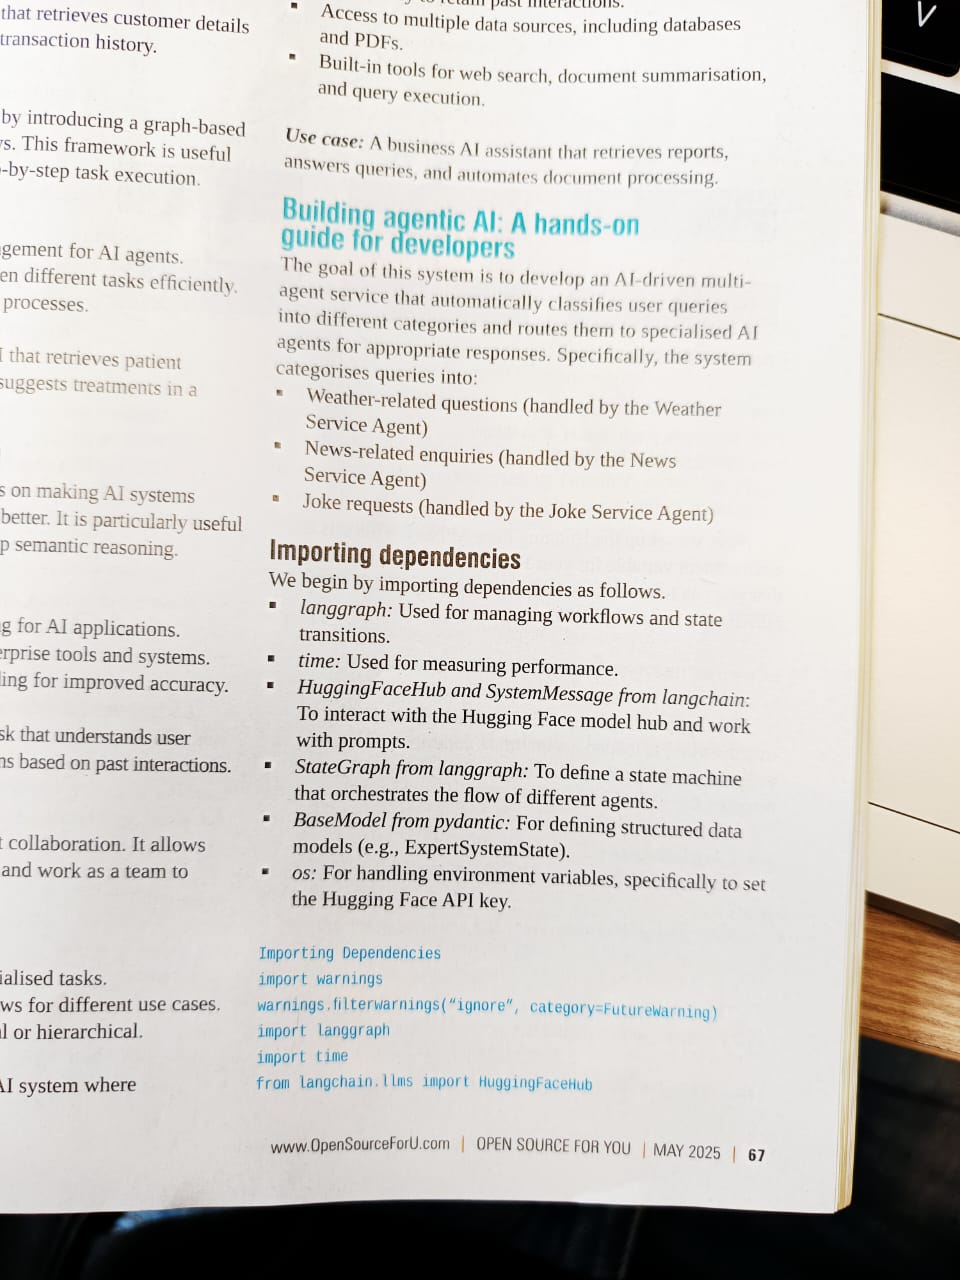 that retrieves customer details
transaction history.
by introducing a graph-based
This framework is useful
-by-step task execution.
gement for AI agents.
en different tasks efficiently.
processes.
I that retrieves patient
suggests treatments in a
s on making AI systems
better. It is particularly useful
p semantic reasoning.
g for AI applications.
erprise tools and systems.
ling for improved accuracy.
sk that understands user
ns based on past interactions.
t collaboration. It allows
and work as a team to
ialised tasks.
ws for different use cases.
al or hierarchical.
AI system where
past interactions.
▪ Access to multiple data sources, including databases
and PDFs.
▪ Built-in tools for web search, document summarisation,
and query execution.
Use case: A business AI assistant that retrieves reports,
answers queries, and automates document processing.
Building agentic AI: A hands-on
guide for developers
The goal of this system is to develop an AI-driven multi-
agent service that automatically classifies user queries
into different categories and routes them to specialised AI
agents for appropriate responses. Specifically, the system
categorises queries into:
▪ Weather-related questions (handled by the Weather
Service Agent)
▪ News-related enquiries (handled by the News
Service Agent)
▪ Joke requests (handled by the Joke Service Agent)
Importing dependencies
We begin by importing dependencies as follows.
▪ langgraph: Used for managing workflows and state
transitions.
▪ time: Used for measuring performance.
▪ HuggingFaceHub and SystemMessage from langchain:
To interact with the Hugging Face model hub and work
with prompts.
▪ StateGraph from langgraph: To define a state machine
that orchestrates the flow of different agents.
▪ BaseModel from pydantic: For defining structured data
models (e.g., ExpertSystemState).
▪ os: For handling environment variables, specifically to set
the Hugging Face API key.
Importing Dependencies
import warnings
warnings.filterwarnings(“ignore”, category=FutureWarning)
import langgraph
import time
from langchain.llms import HuggingFaceHub
www.OpenSourceForU.com | OPEN SOURCE FOR YOU | MAY 2025 | 67
V